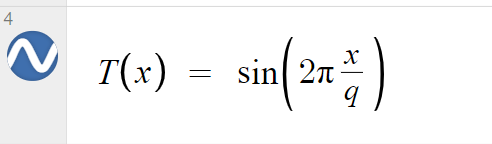 4
T(x) = sin(2π x/q)